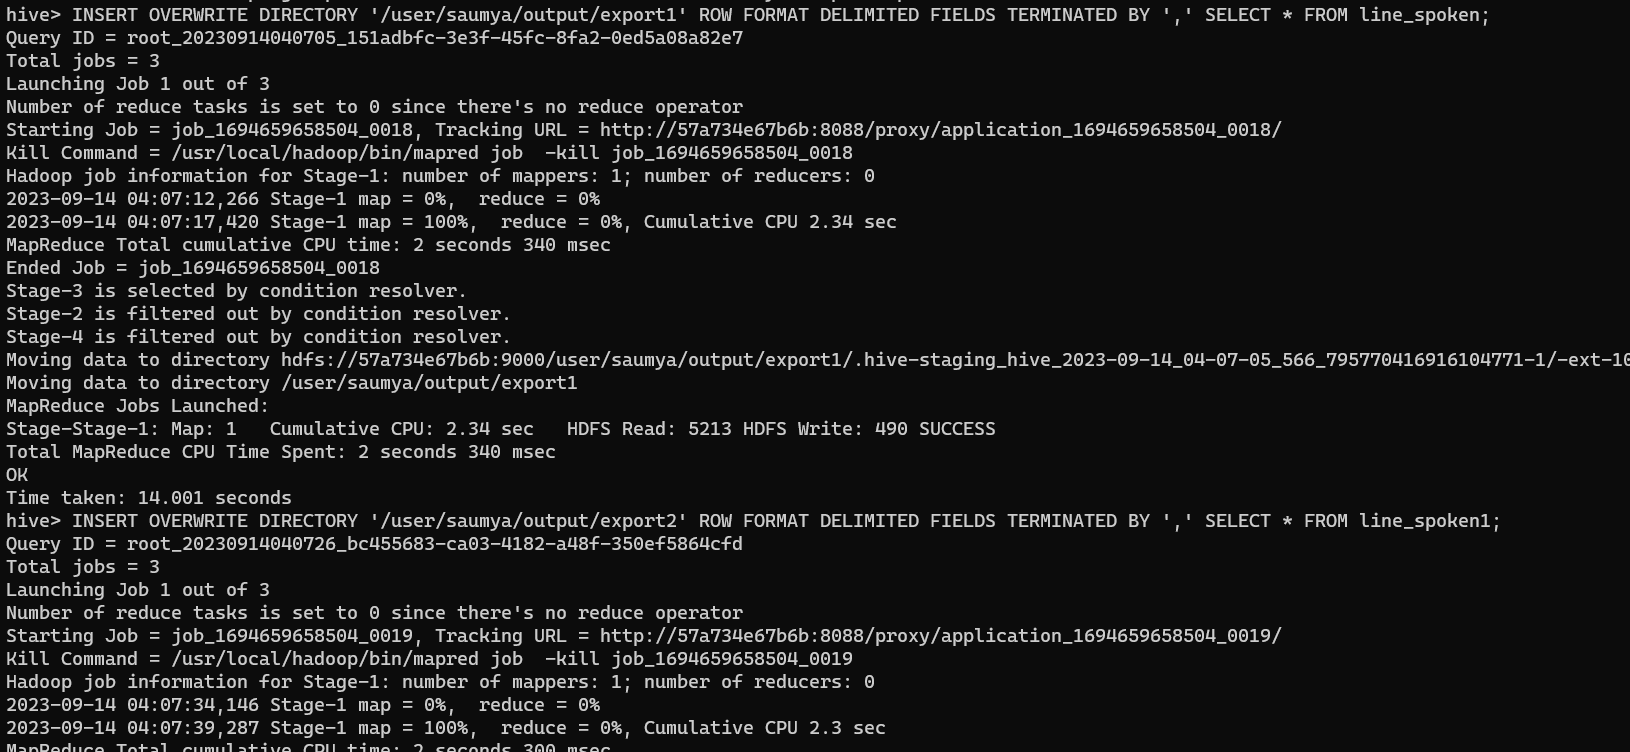 hive> INSERT OVERWRITE DIRECTORY '/user/saumya/output/export1' ROW FORMAT DELIMITED FIELDS TERMINATED BY ',' SELECT * FROM line_spoken;
Query ID = root_20230914040705_151adbfc-3e3f-45fc-8fa2-0ed5a08a82e7
Total jobs = 3
Launching Job 1 out of 3
Number of reduce tasks is set to 0 since there's no reduce operator
Starting Job = job_1694659658504_0018, Tracking URL = http://57a734e67b6b:8088/proxy/application_1694659658504_0018/
Kill Command = /usr/local/hadoop/bin/mapred job  -kill job_1694659658504_0018
Hadoop job information for Stage-1: number of mappers: 1; number of reducers: 0
2023-09-14 04:07:12,266 Stage-1 map = 0%,  reduce = 0%
2023-09-14 04:07:17,420 Stage-1 map = 100%,  reduce = 0%, Cumulative CPU 2.34 sec
MapReduce Total cumulative CPU time: 2 seconds 340 msec
Ended Job = job_1694659658504_0018
Stage-3 is selected by condition resolver.
Stage-2 is filtered out by condition resolver.
Stage-4 is filtered out by condition resolver.
Moving data to directory hdfs://57a734e67b6b:9000/user/saumya/output/export1/.hive-staging_hive_2023-09-14_04-07-05_566_795770416916104771-1/-ext-10
Moving data to directory /user/saumya/output/export1
MapReduce Jobs Launched:
Stage-Stage-1: Map: 1   Cumulative CPU: 2.34 sec   HDFS Read: 5213 HDFS Write: 490 SUCCESS
Total MapReduce CPU Time Spent: 2 seconds 340 msec
OK
Time taken: 14.001 seconds
hive> INSERT OVERWRITE DIRECTORY '/user/saumya/output/export2' ROW FORMAT DELIMITED FIELDS TERMINATED BY ',' SELECT * FROM line_spoken1;
Query ID = root_20230914040726_bc455683-ca03-4182-a48f-350ef5864cfd
Total jobs = 3
Launching Job 1 out of 3
Number of reduce tasks is set to 0 since there's no reduce operator
Starting Job = job_1694659658504_0019, Tracking URL = http://57a734e67b6b:8088/proxy/application_1694659658504_0019/
Kill Command = /usr/local/hadoop/bin/mapred job  -kill job_1694659658504_0019
Hadoop job information for Stage-1: number of mappers: 1; number of reducers: 0
2023-09-14 04:07:34,146 Stage-1 map = 0%,  reduce = 0%
2023-09-14 04:07:39,287 Stage-1 map = 100%,  reduce = 0%, Cumulative CPU 2.3 sec
MapReduce Total cumulative CPU time: 2 seconds 300 msec